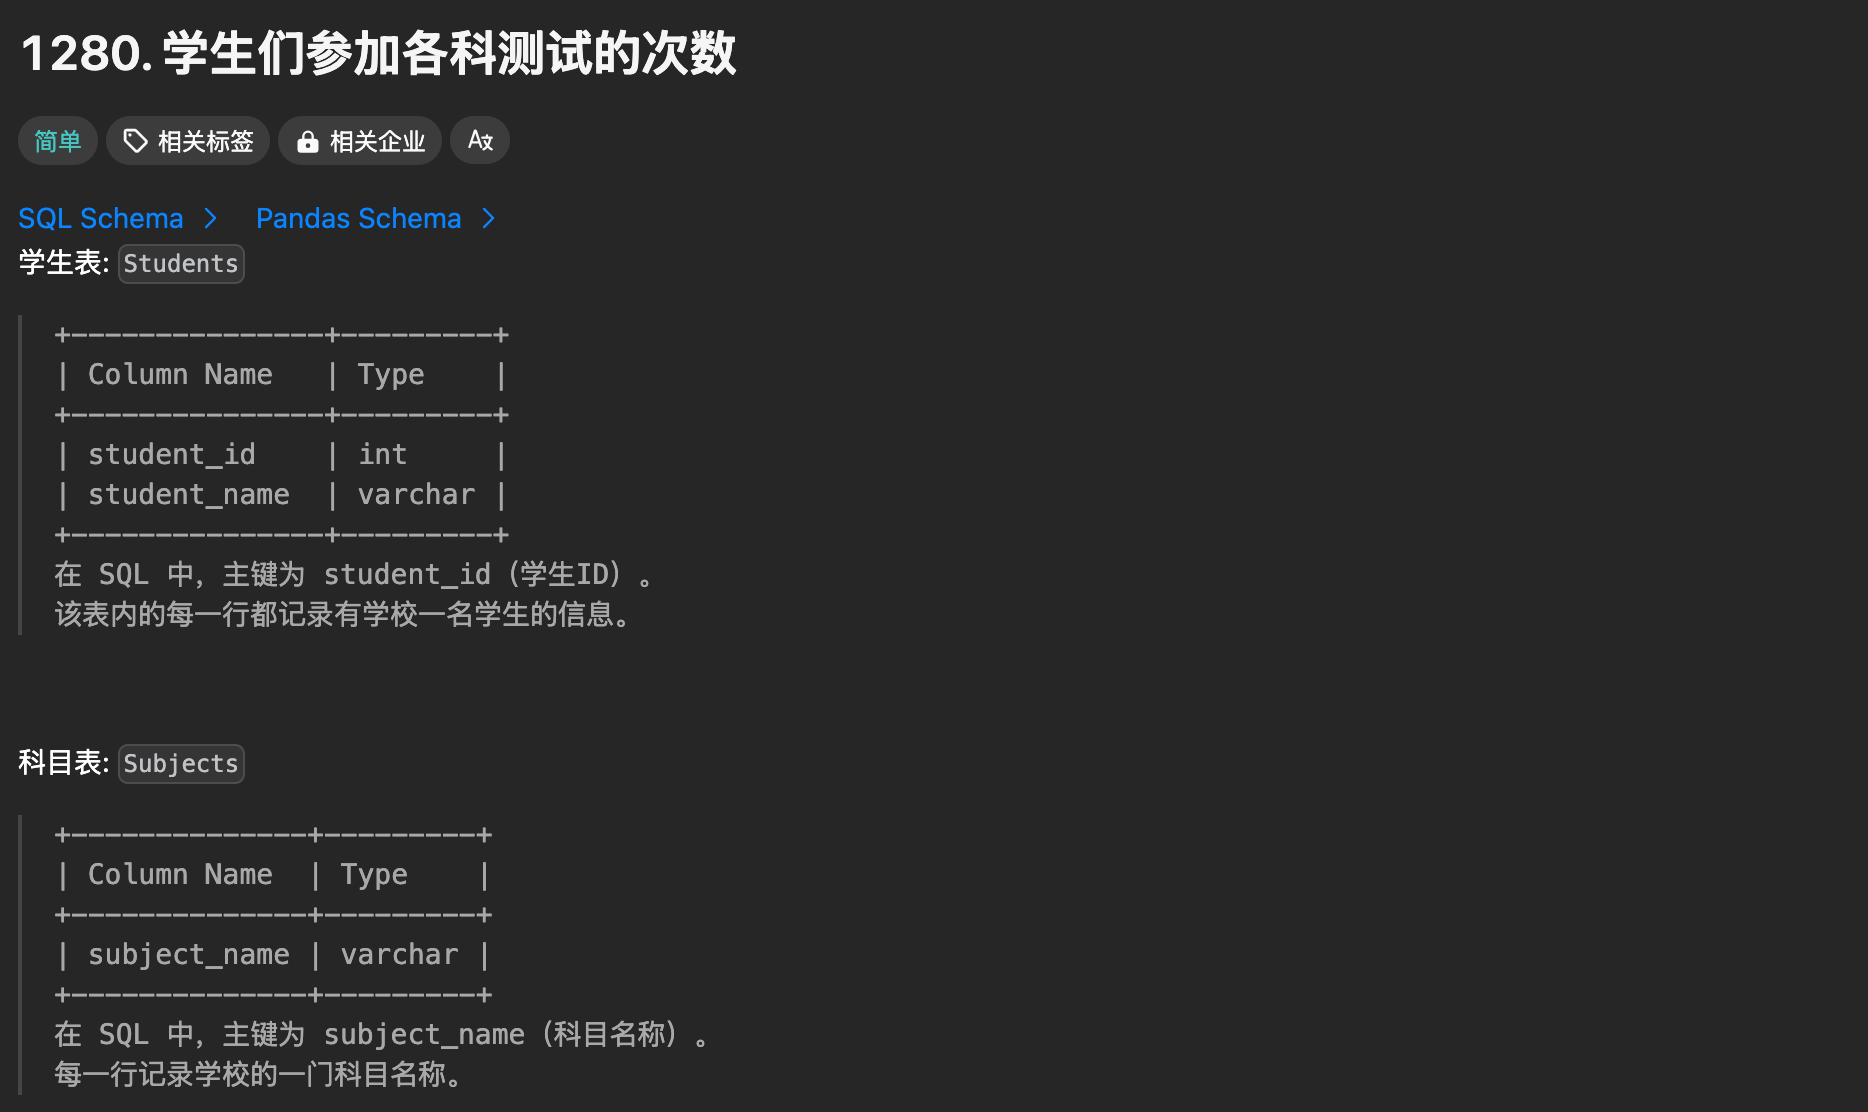 1280. 学生们参加各科测试的次数
简单 相关标签 相关企业
SQL Schema Pandas Schema
学生表: Students
+---------------+---------+
| Column Name   | Type    |
+---------------+---------+
| student_id    | int     |
| student_name  | varchar |
+---------------+---------+
在 SQL 中，主键为 student_id（学生ID）。
该表内的每一行都记录有学校一名学生的信息。
科目表: Subjects
+--------------+---------+
| Column Name  | Type    |
+--------------+---------+
| subject_name | varchar |
+--------------+---------+
在 SQL 中，主键为 subject_name（科目名称）。
每一行记录学校的一门科目名称。